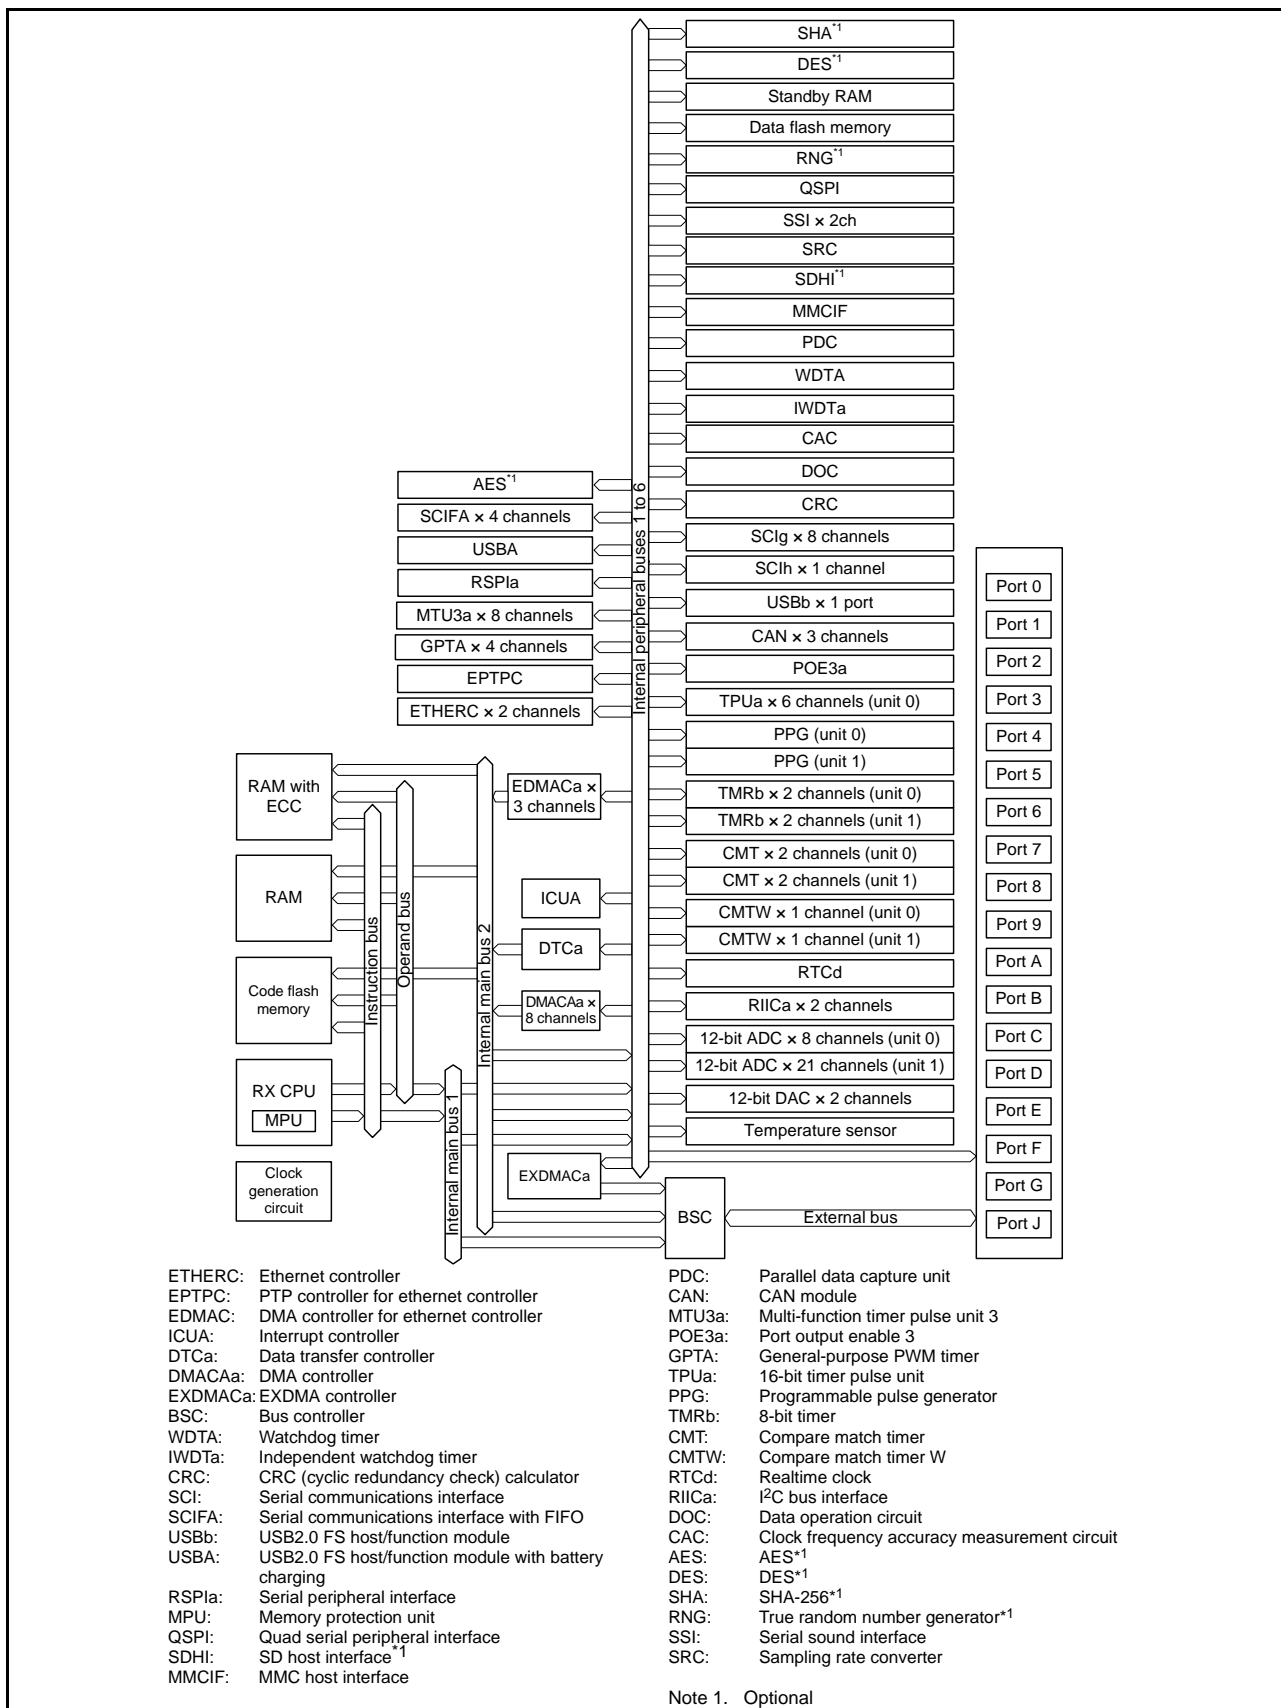 SHA*1
DES*1
Standby RAM
Data flash memory
RNG*1
QSPI
SSI × 2ch
SRC
SDHI*1
MMCIF
PDC
WDTA
IWDTa
CAC
DOC
CRC
SCIg × 8 channels
SCIh × 1 channel
USBb × 1 port
CAN × 3 channels
POE3a
TPUa × 6 channels (unit 0)
PPG (unit 0)
PPG (unit 1)
TMRb × 2 channels (unit 0)
TMRb × 2 channels (unit 1)
CMT × 2 channels (unit 0)
CMT × 2 channels (unit 1)
CMTW × 1 channel (unit 0)
CMTW × 1 channel (unit 1)
RTCd
RIICa × 2 channels
12-bit ADC × 8 channels (unit 0)
12-bit ADC × 21 channels (unit 1)
12-bit DAC × 2 channels
Temperature sensor
Internal peripheral buses 1 to 6
AES*1
SCIFA × 4 channels
USBA
RSPIa
MTU3a × 8 channels
GPTA × 4 channels
EPTPC
ETHERC × 2 channels
RAM with
ECC
RAM
Code flash
memory
RX CPU
MPU
Clock
generation
circuit
Instruction bus
Operand bus
Internal main bus 1
Internal main bus 2
EDMACa ×
3 channels
ICUA
DTCa
DMACAa ×
8 channels
EXDMACa
BSC
External bus
Port 0
Port 1
Port 2
Port 3
Port 4
Port 5
Port 6
Port 7
Port 8
Port 9
Port A
Port B
Port C
Port D
Port E
Port F
Port G
Port J
ETHERC: Ethernet controller
EPTPC: PTP controller for ethernet controller
EDMAC: DMA controller for ethernet controller
ICUA: Interrupt controller
DTCa: Data transfer controller
DMACAa: DMA controller
EXDMACa: EXDMA controller
BSC: Bus controller
WDTA: Watchdog timer
IWDTa: Independent watchdog timer
CRC: CRC (cyclic redundancy check) calculator
SCI: Serial communications interface
SCIFA: Serial communications interface with FIFO
USBb: USB2.0 FS host/function module
USBA: USB2.0 FS host/function module with battery
charging
RSPIa: Serial peripheral interface
MPU: Memory protection unit
QSPI: Quad serial peripheral interface
SDHI: SD host interface*1
MMCIF: MMC host interface
PDC: Parallel data capture unit
CAN: CAN module
MTU3a: Multi-function timer pulse unit 3
POE3a: Port output enable 3
GPTA: General-purpose PWM timer
TPUa: 16-bit timer pulse unit
PPG: Programmable pulse generator
TMRb: 8-bit timer
CMT: Compare match timer
CMTW: Compare match timer W
RTCd: Realtime clock
RIICa: I2C bus interface
DOC: Data operation circuit
CAC: Clock frequency accuracy measurement circuit
AES: AES*1
DES: DES*1
SHA: SHA-256*1
RNG: True random number generator*1
SSI: Serial sound interface
SRC: Sampling rate converter
Note 1. Optional